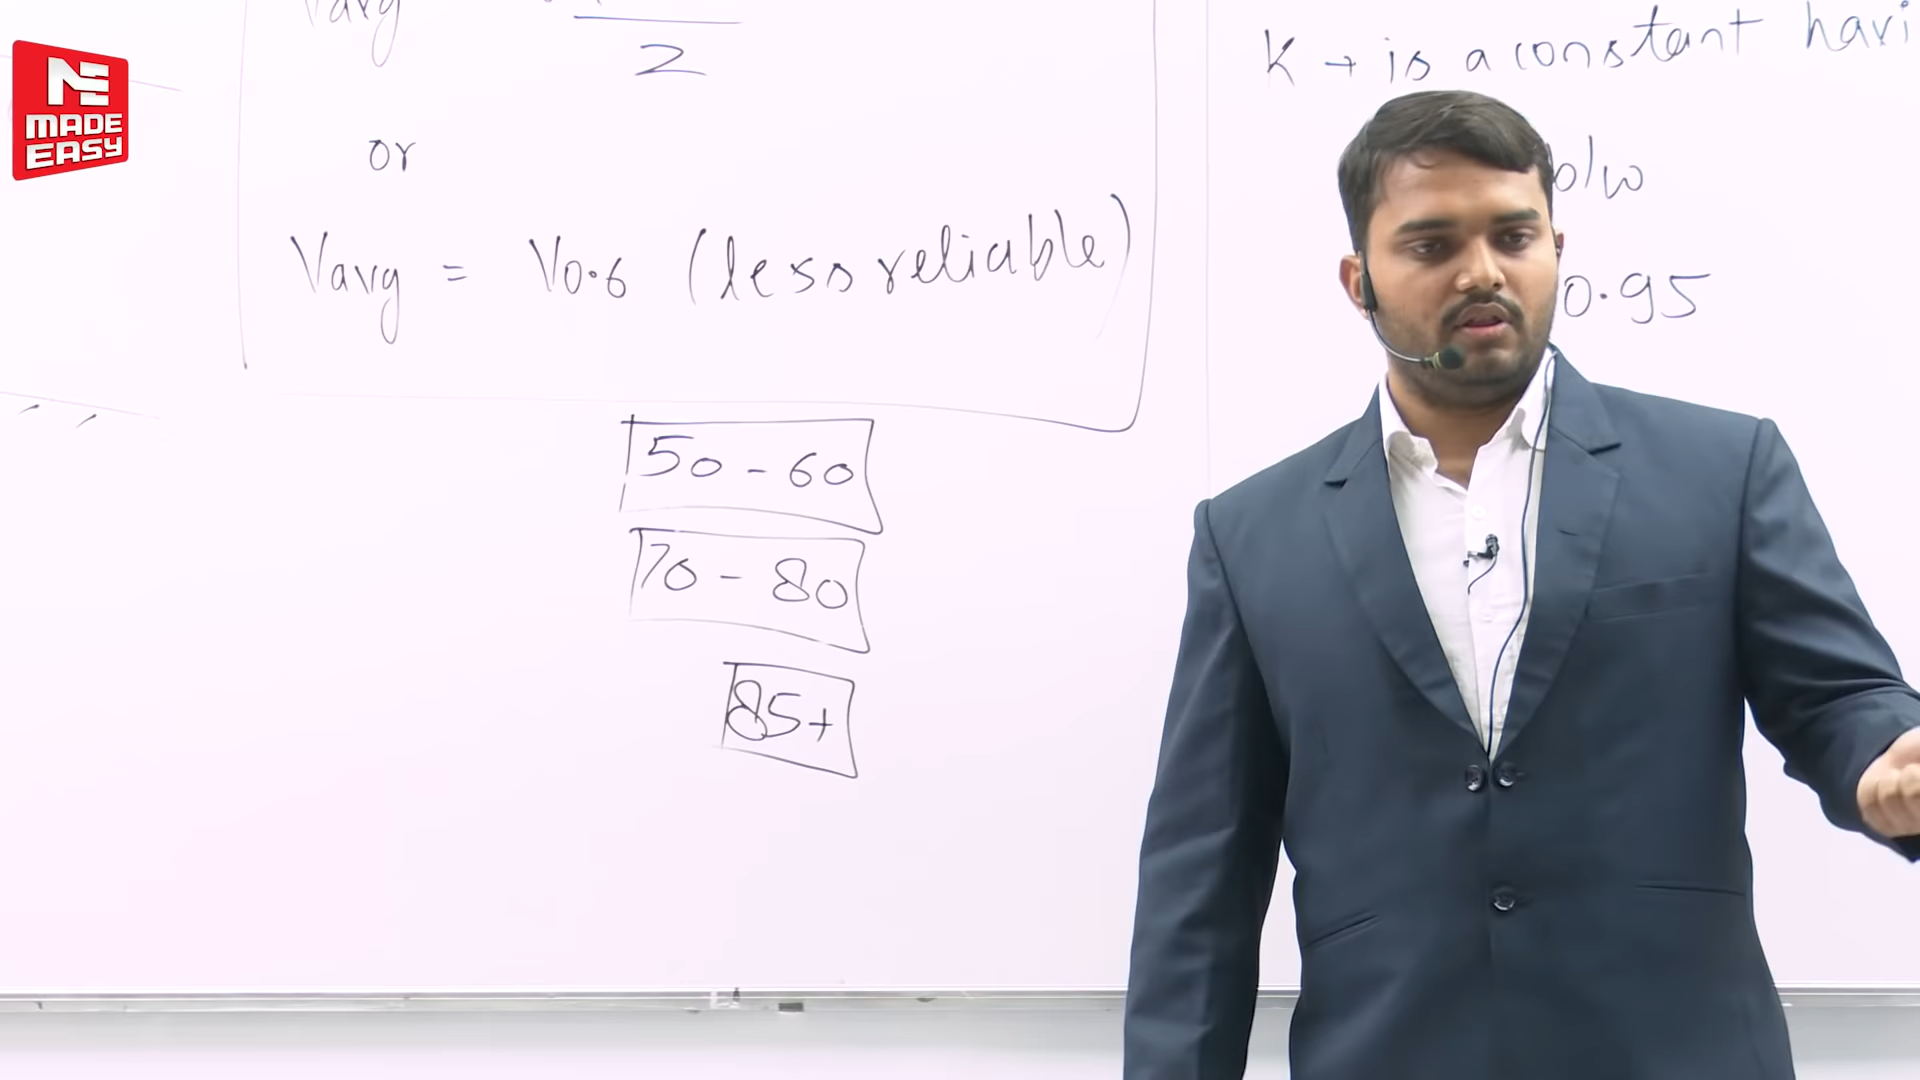 MADE
EASY
Vavg =
2
or
Vavg = V0.6 (less reliable)
50 - 60
70 - 80
85+
K → is a constant havi
b/w
0.95